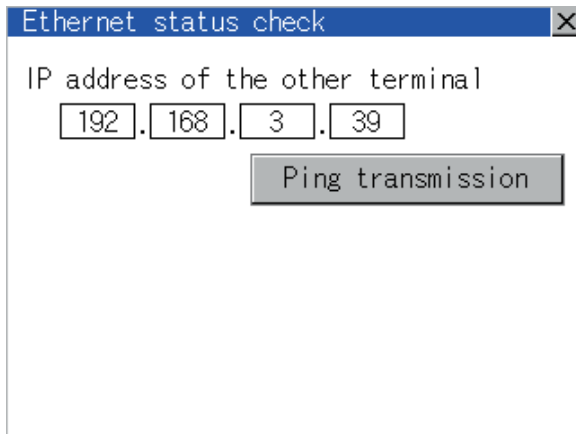 Ethernet status check
IP address of the other terminal
192.168.3.39
Ping transmission